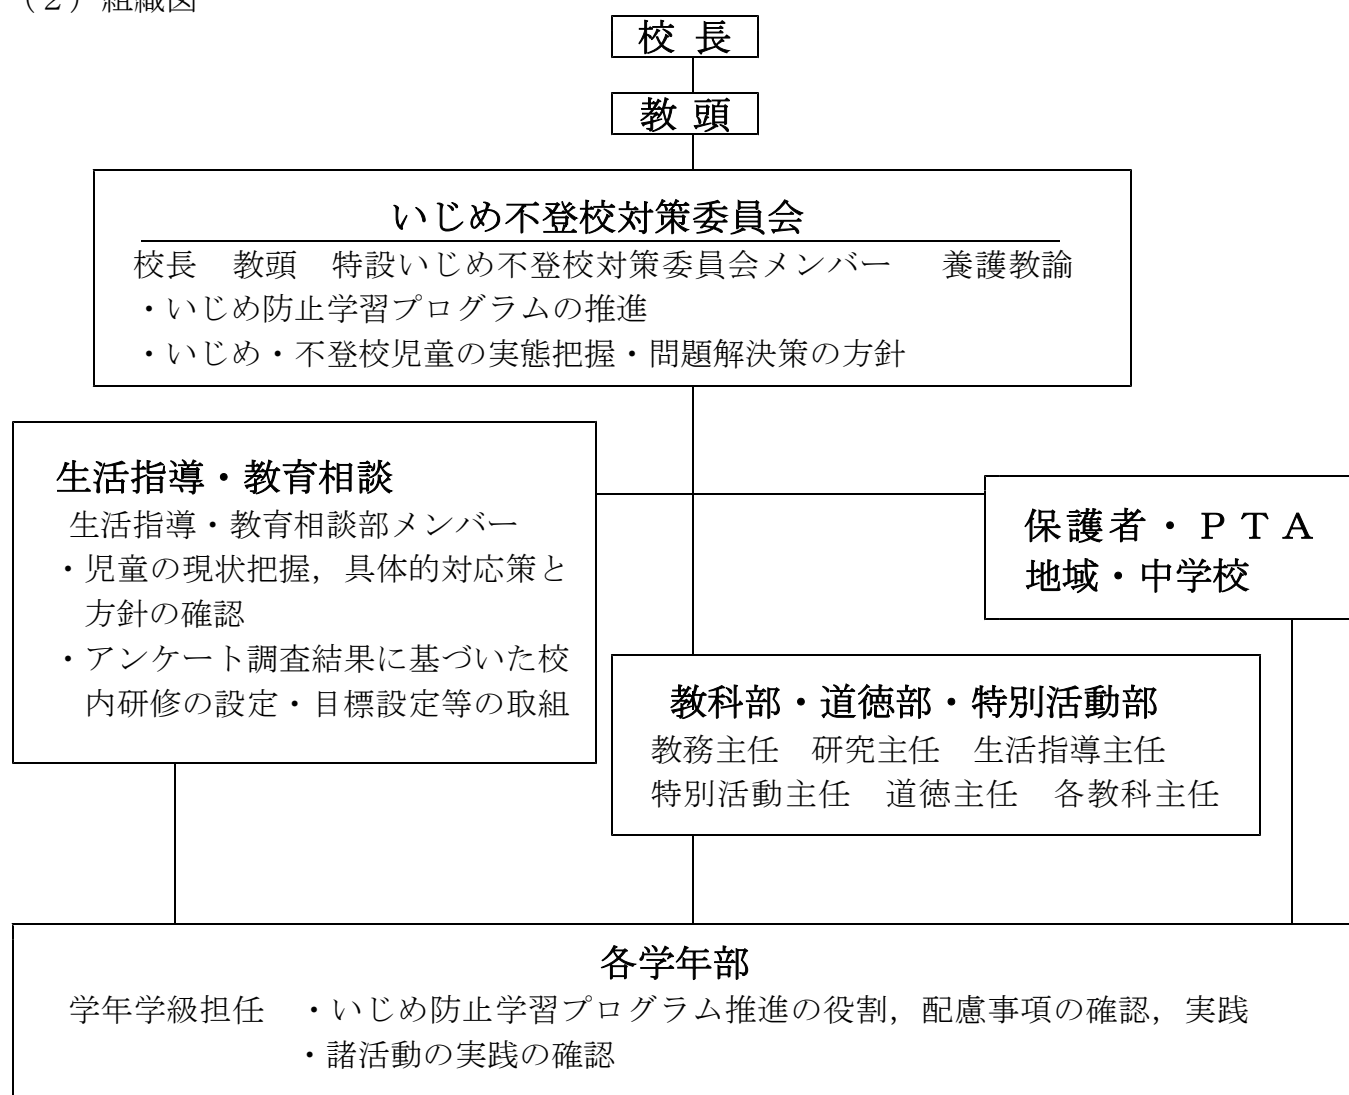 （２）組織図
校 長
教 頭
いじめ不登校対策委員会
校長　教頭　特設いじめ不登校対策委員会メンバー　養護教諭
・いじめ防止学習プログラムの推進
・いじめ・不登校児童の実態把握・問題解決策の方針
生活指導・教育相談
生活指導・教育相談部メンバー
・児童の現状把握，具体的対応策と
方針の確認
・アンケート調査結果に基づいた校
内研修の設定・目標設定等の取組
保護者・ＰＴＡ
地域・中学校
教科部・道徳部・特別活動部
教務主任　研究主任　生活指導主任
特別活動主任　道徳主任　各教科主任
各学年部
学年学級担任　・いじめ防止学習プログラム推進の役割，配慮事項の確認，実践
・諸活動の実践の確認